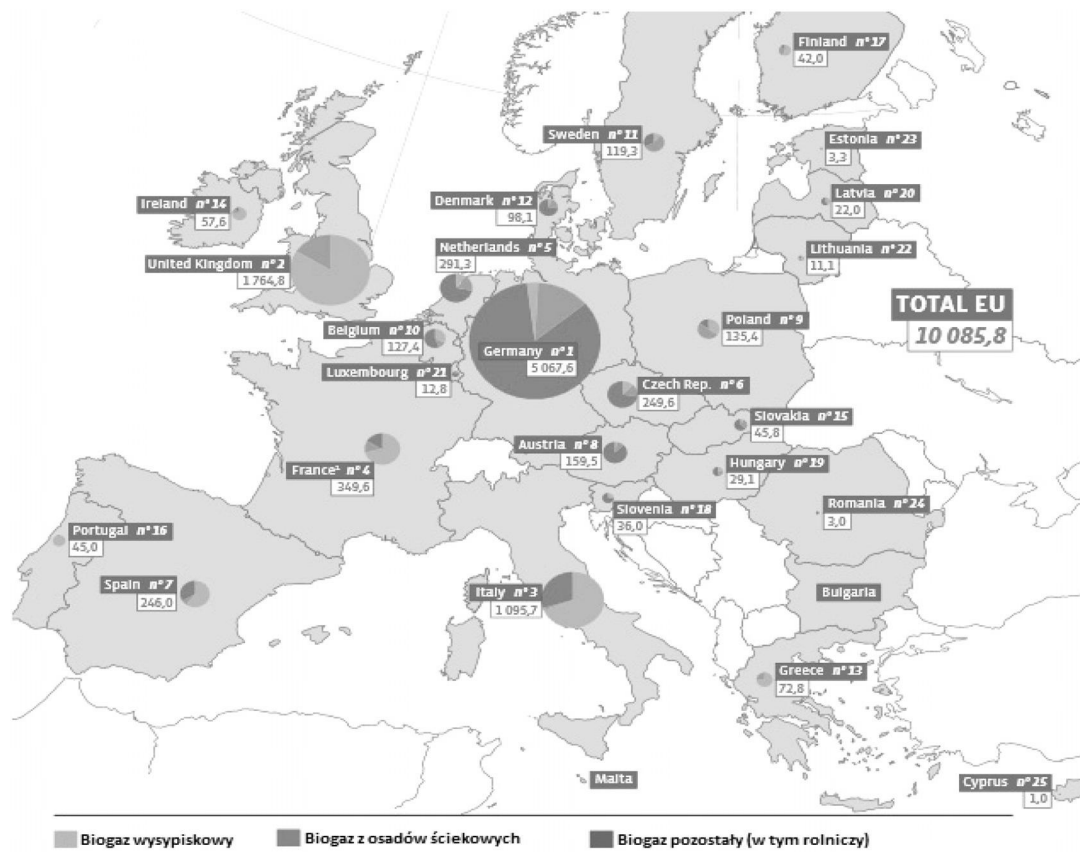 Finland n°17
42,0
Sweden n°11
119,3
Estonia n°23
3,3
Latvia n°20
22,0
Ireland n°14
57,6
Denmark n°12
98,1
Lithuania n°22
11,1
Netherlands n°5
291,3
United Kingdom n°2
1 764,8
TOTAL EU
10 085,8
Belgium n°10
127,4
Poland n°9
135,4
Germany n°1
5 067,6
Luxembourg n°21
12,8
Czech Rep. n°6
249,6
Slovakia n°15
45,8
Austria n°8
159,5
France¹ n°4
349,6
Hungary n°19
29,1
Romania n°24
3,0
Slovenia n°18
36,0
Portugal n°16
45,0
Spain n°7
246,0
Italy n°3
1 095,7
Bulgaria
Greece n°13
72,8
Malta
Cyprus n°25
1,0
Biogaz wysypiskowy
Biogaz z osadów ściekowych
Biogaz pozostały (w tym rolniczy)